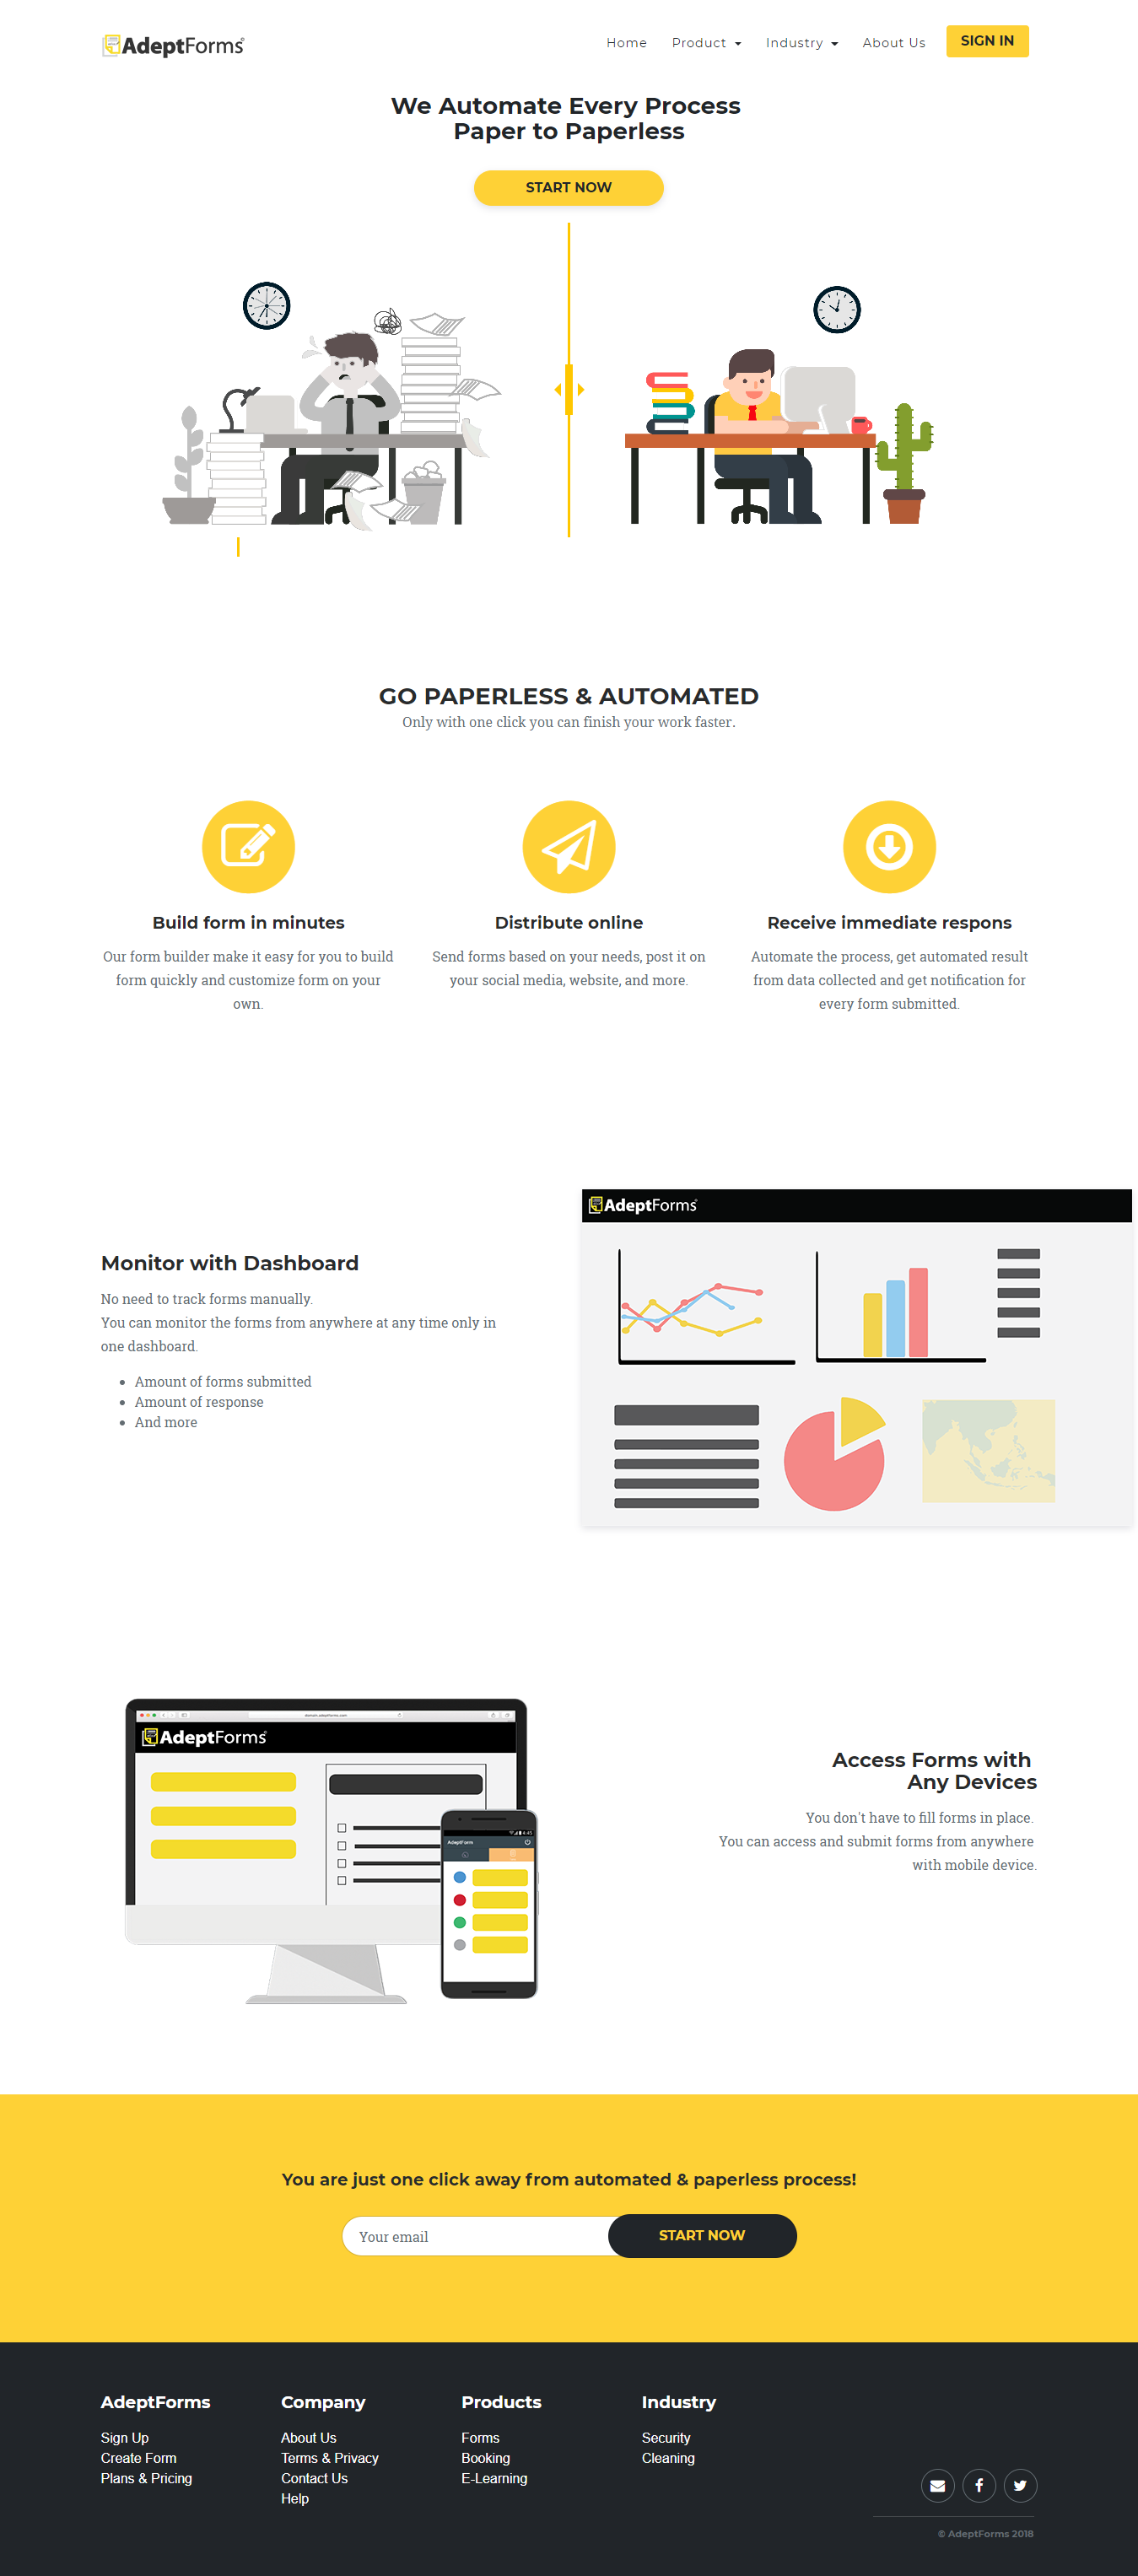 AdeptForms
Home Product Industry About Us SIGN IN
We Automate Every Process
Paper to Paperless
START NOW
GO PAPERLESS & AUTOMATED
Only with one click you can finish your work faster.
Build form in minutes
Our form builder make it easy for you to build
form quickly and customize form on your
own.
Distribute online
Send forms based on your needs, post it on
your social media, website, and more.
Receive immediate respons
Automate the process, get automated result
from data collected and get notification for
every form submitted.
Monitor with Dashboard
No need to track forms manually.
You can monitor the forms from anywhere at any time only in
one dashboard.
Amount of forms submitted
Amount of response
And more
AdeptForms
AdeptForms
AdeptForm
4:45
Access Forms with
Any Devices
You don't have to fill forms in place.
You can access and submit forms from anywhere
with mobile device.
You are just one click away from automated & paperless process!
Your email
START NOW
AdeptForms
Sign Up
Create Form
Plans & Pricing
Company
About Us
Terms & Privacy
Contact Us
Help
Products
Forms
Booking
E-Learning
Industry
Security
Cleaning
© AdeptForms 2018